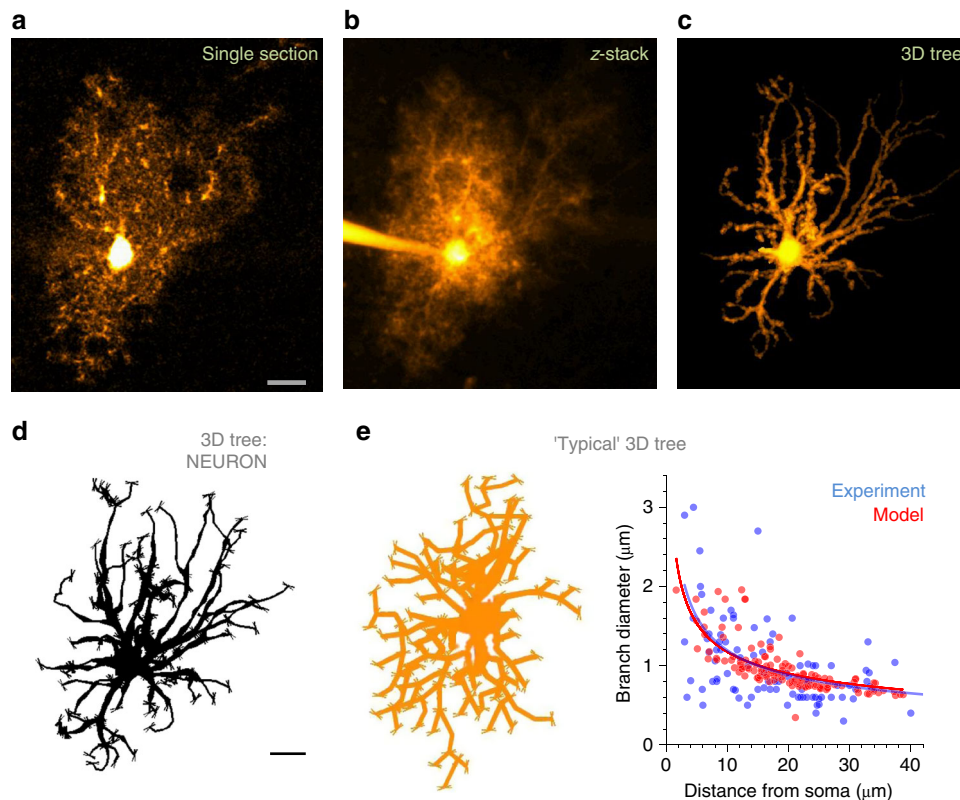 a
Single section
b
z-stack
c
3D tree
d
3D tree:
NEURON
e
'Typical' 3D tree
Experiment
Model
Branch diameter (μm)
3
2
1
0
0 10 20 30 40
Distance from soma (μm)